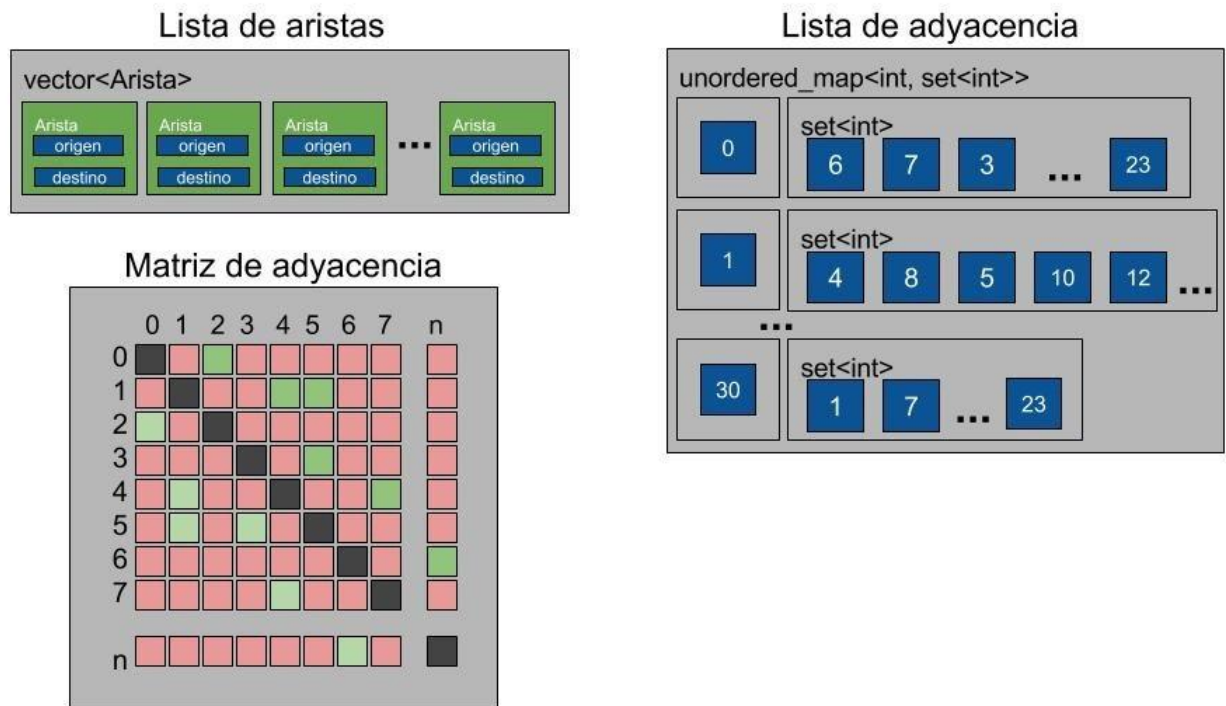 Lista de aristas
vector<Arista>
Arista Arista Arista Arista
origen origen origen ... origen
destino destino destino destino
Matriz de adyacencia
0 1 2 3 4 5 6 7 n
0
1
2
3
4
5
6
7
n
Lista de adyacencia
unordered_map<int, set<int>>
set<int>
0 6 7 3 ... 23
set<int>
1 4 8 5 10 12 ...
...
set<int>
30 1 7 ... 23